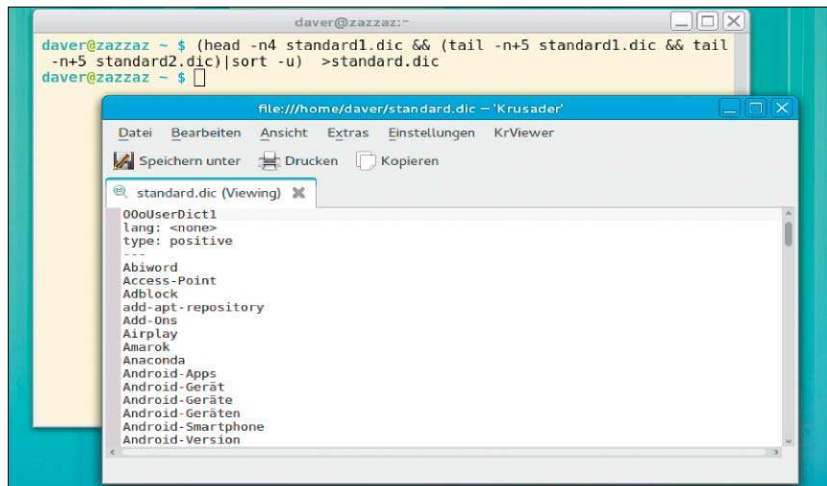 daver@zazzaz:~
daver@zazzaz ~ $ (head -n4 standard1.dic && (tail -n+5 standard1.dic && tail
-n+5 standard2.dic)|sort -u)  >standard.dic
daver@zazzaz ~ $
file:///home/daver/standard.dic – 'Krusader'
Datei Bearbeiten Ansicht Extras Einstellungen KrViewer
Speichern unter Drucken Kopieren
standard.dic (Viewing)
OOoUserDict1
lang: <none>
type: positive
---
Abiword
Access-Point
Adblock
add-apt-repository
Add-Ons
Airplay
Amarok
Anaconda
Android-Apps
Android-Gerät
Android-Geräte
Android-Geräten
Android-Smartphone
Android-Version